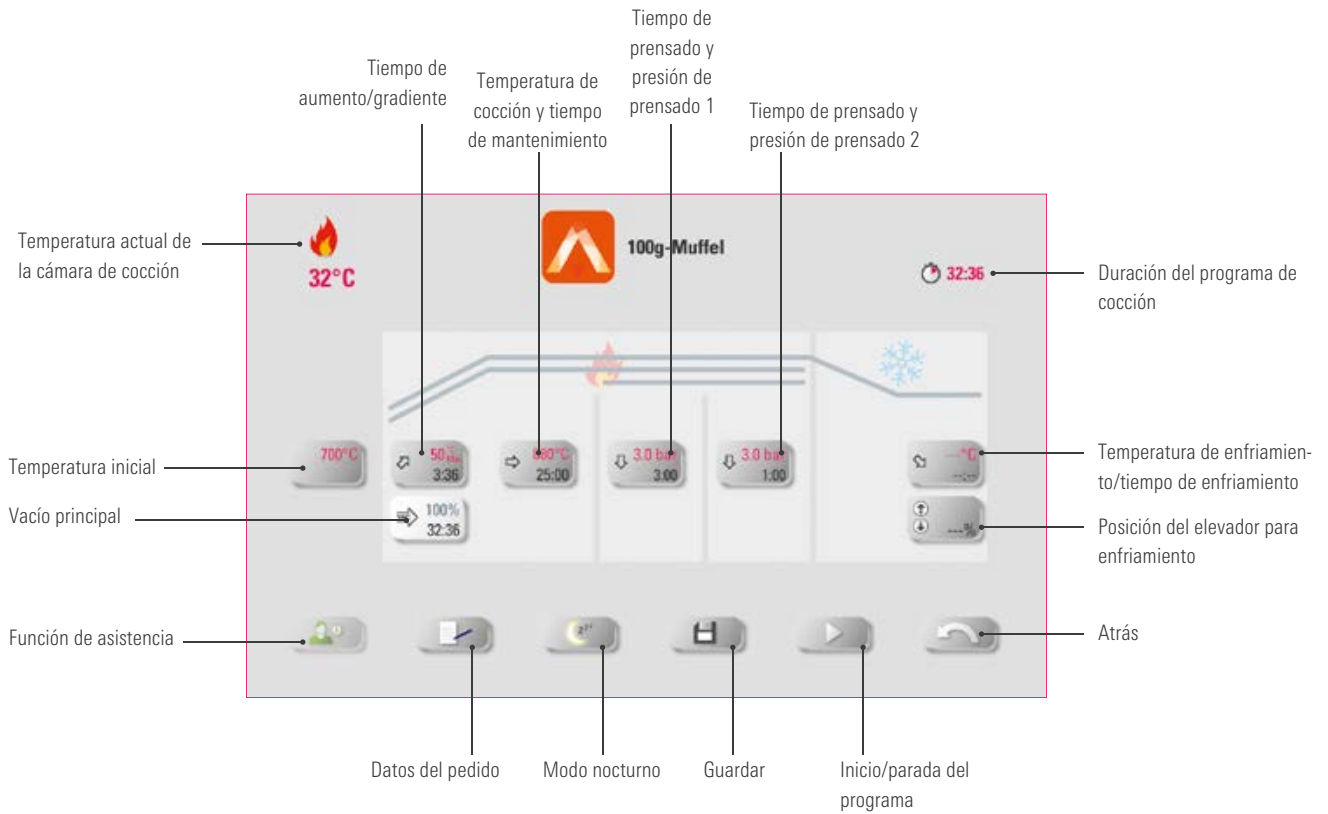 Tiempo de
prensado y
presión de
prensado 1
Tiempo de
aumento/gradiente
Temperatura de
cocción y tiempo
de mantenimiento
Tiempo de prensado y
presión de prensado 2
Temperatura actual de
la cámara de cocción
32°C
100g-Muffel
32:36
Duración del programa de
cocción
Temperatura inicial
700°C
50
3:36
25:00
3.0 bar
3:00
3.0 bar
1:00
---°C
--:--
Temperatura de enfriamien-
to/tiempo de enfriamiento
Vacío principal
100%
32:36
---%
Posición del elevador para
enfriamiento
Función de asistencia
Atrás
Datos del pedido
Modo nocturno
Guardar
Inicio/parada del
programa